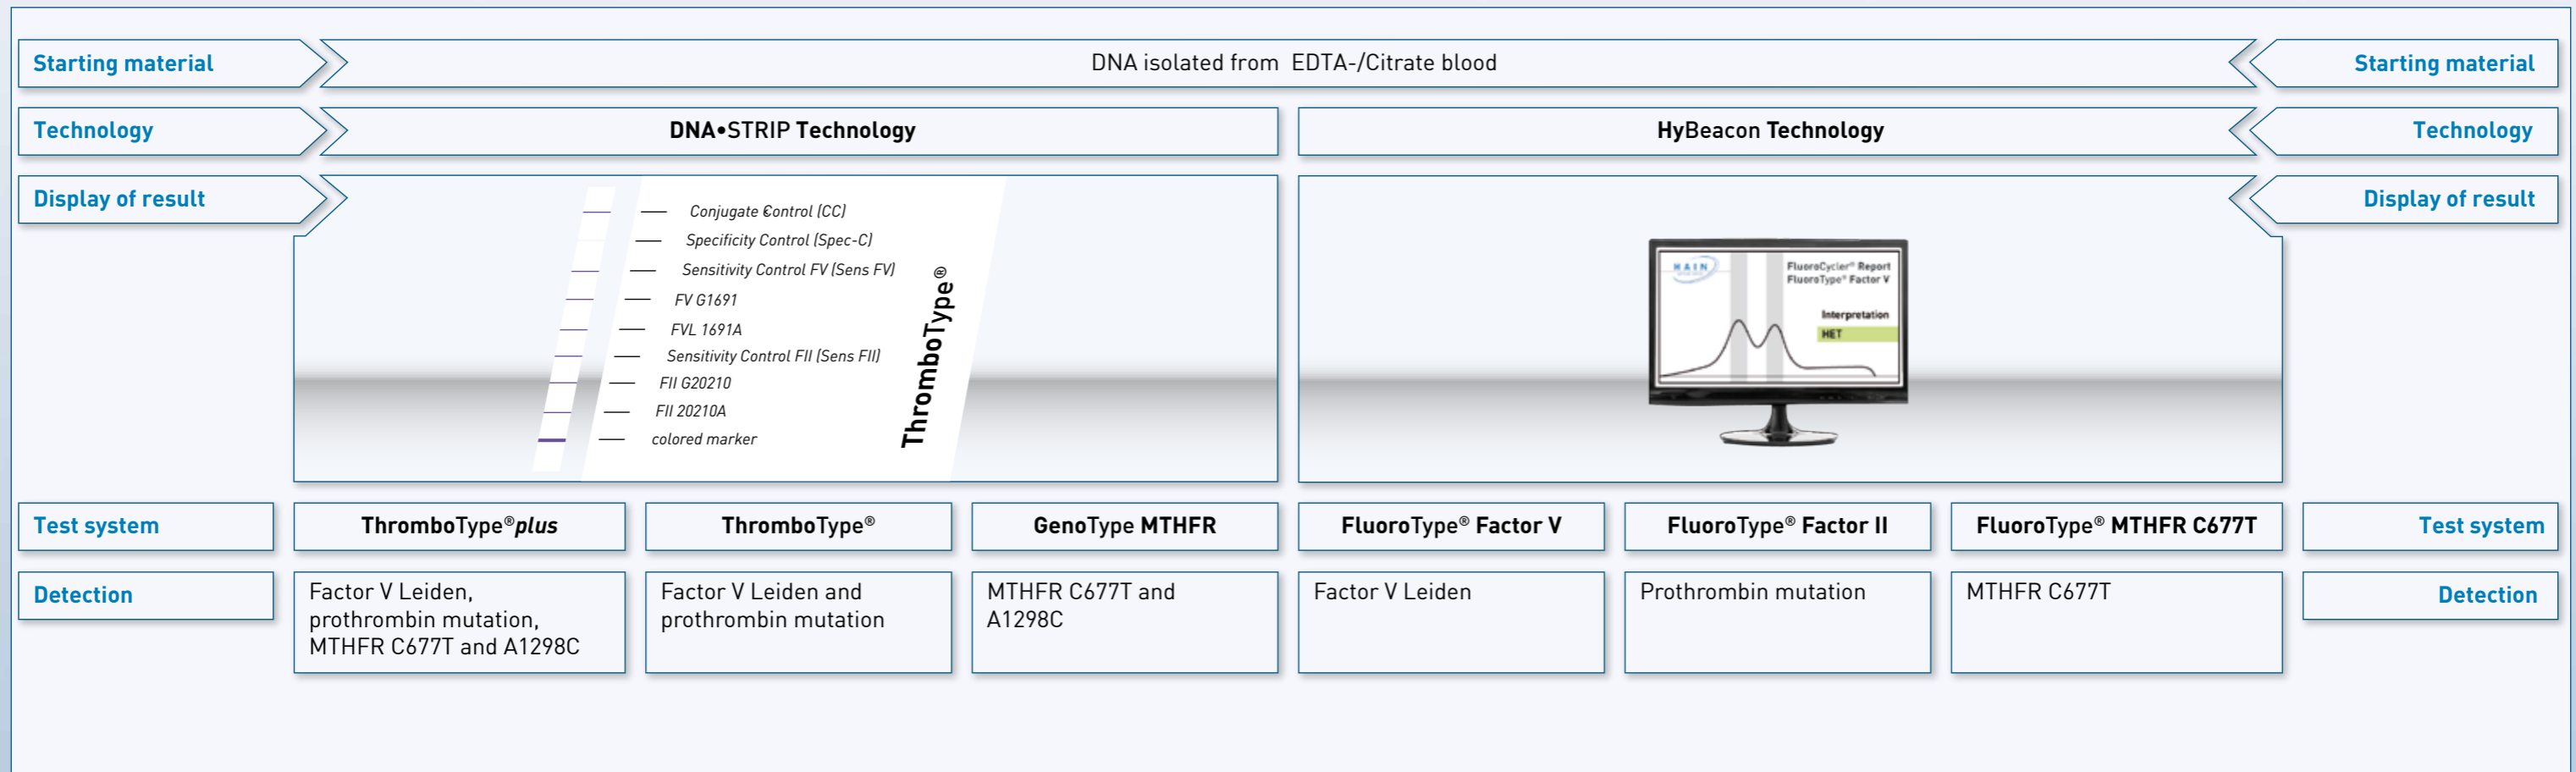 Starting material
DNA isolated from EDTA-/Citrate blood
Starting material
Technology
DNA•STRIP Technology
HyBeacon Technology
Technology
Display of result
Conjugate Control (CC)
Specificity Control (Spec-C)
Sensitivity Control FV (Sens FV)
FV G1691
FVL 1691A
Sensitivity Control FII (Sens FII)
FII G20210
FII 20210A
colored marker
ThromboType®
HAIN
FluoroCycler® Report
FluoroType® Factor V
Interpretation
HET
Display of result
Test system
ThromboType®plus
ThromboType®
GenoType MTHFR
FluoroType® Factor V
FluoroType® Factor II
FluoroType® MTHFR C677T
Test system
Detection
Factor V Leiden,
prothrombin mutation,
MTHFR C677T and A1298C
Factor V Leiden and
prothrombin mutation
MTHFR C677T and
A1298C
Factor V Leiden
Prothrombin mutation
MTHFR C677T
Detection